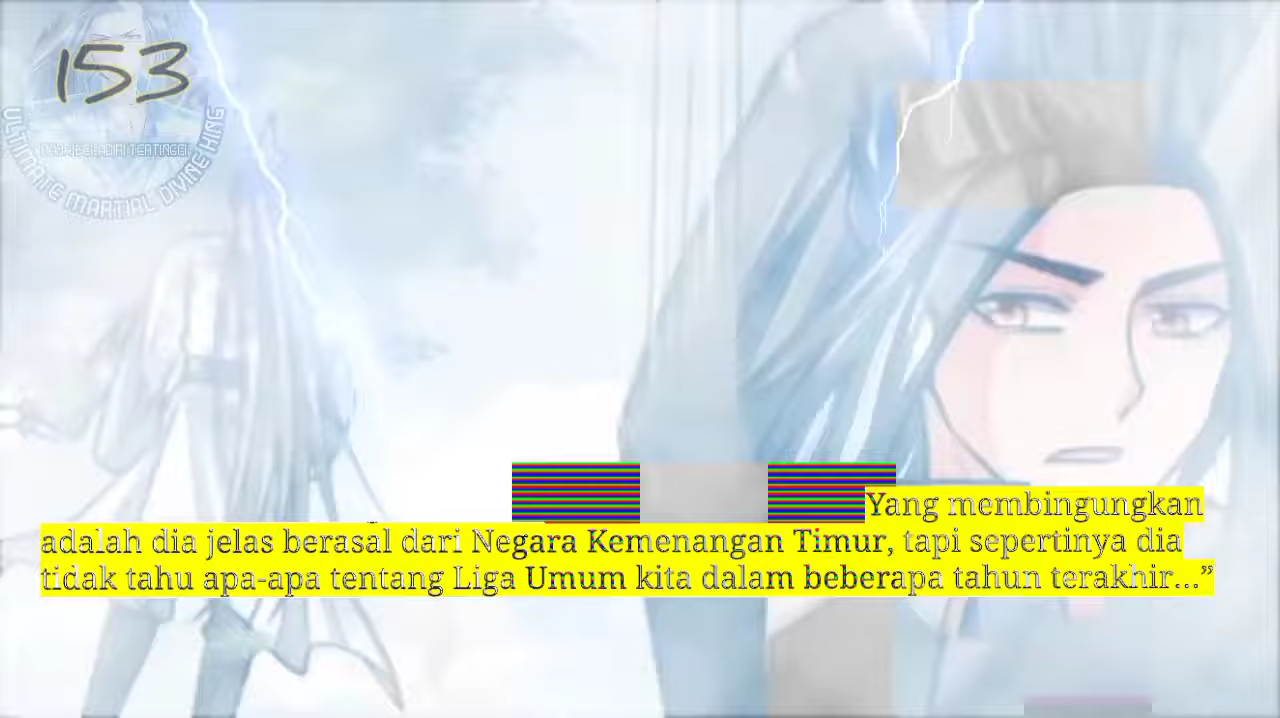 153
ULTIMATE MARTIAL DIVINE KING
Yang membingungkan
adalah dia jelas berasal dari Negara Kemenangan Timur, tapi sepertinya dia
tidak tahu apa-apa tentang Liga Umum kita dalam beberapa tahun terakhir...”